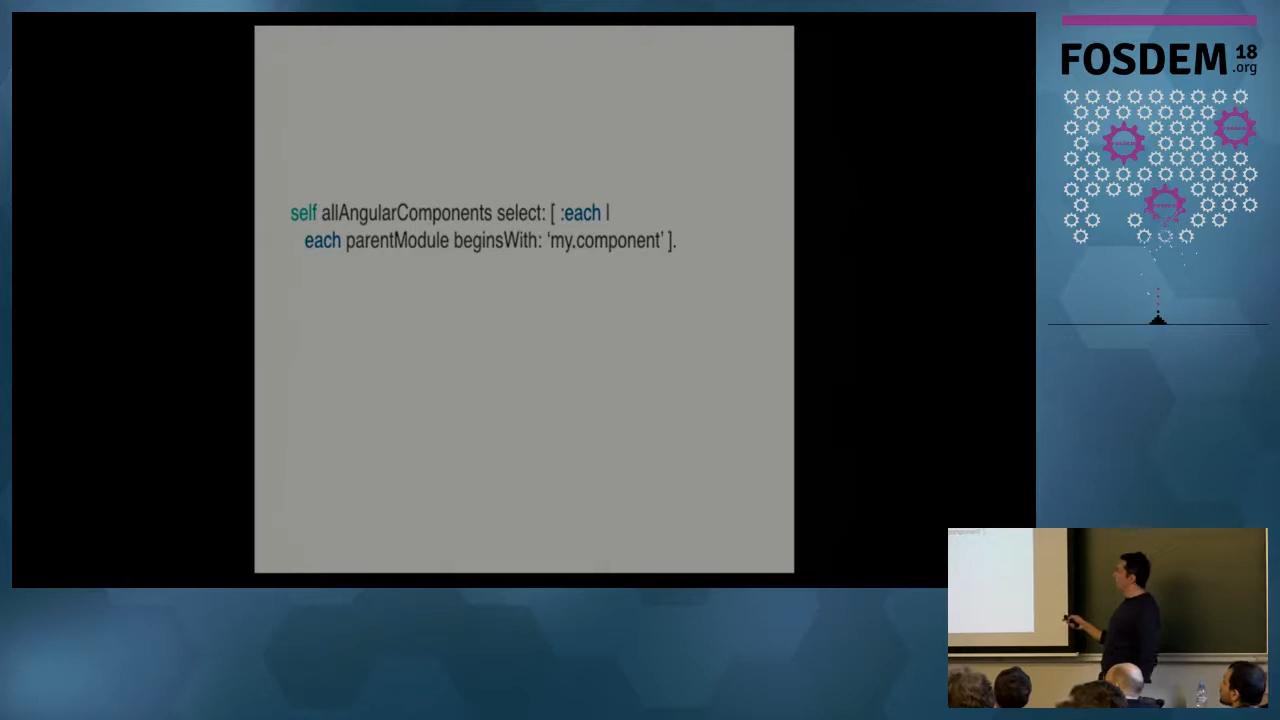 self allAngularComponents select: [ :each |
each parentModule beginsWith: ‘my.component’ ].
FOSDEM 18
.org